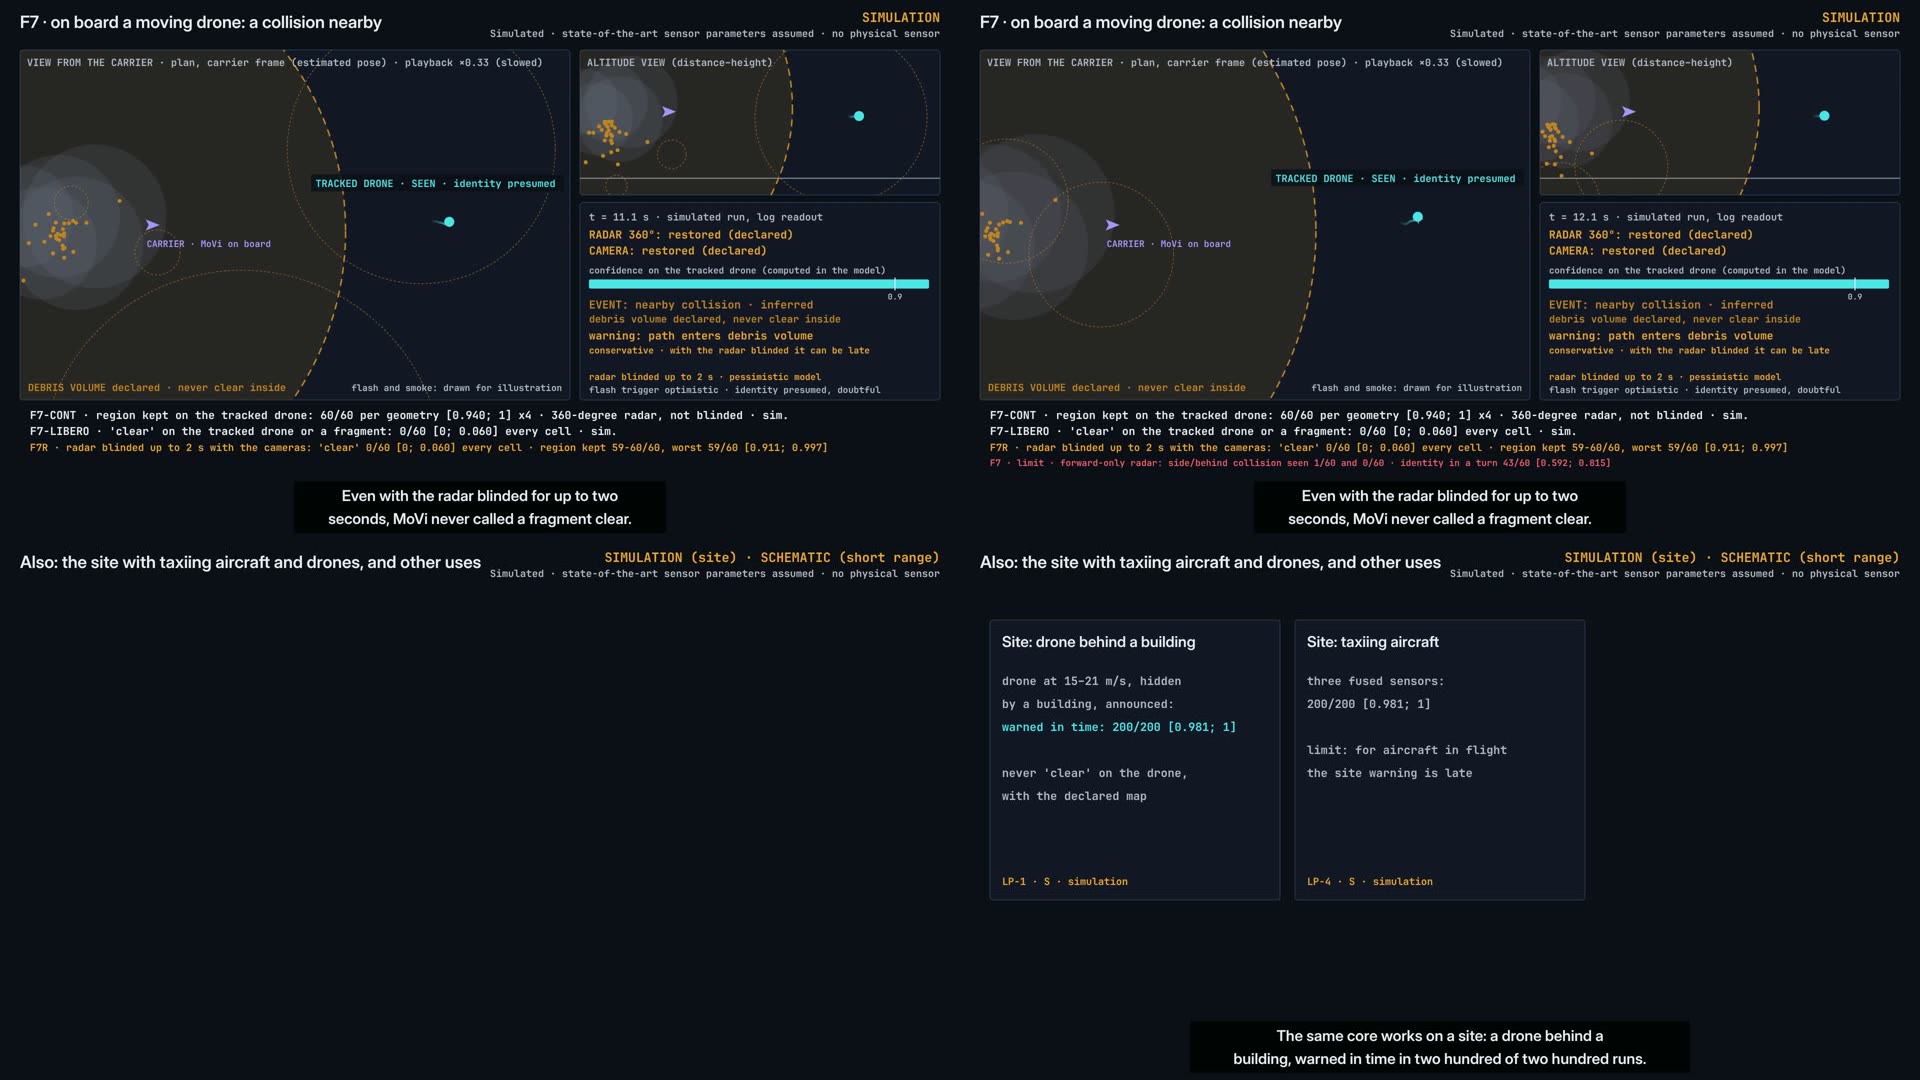 F7 · on board a moving drone: a collision nearby
SIMULATION
Simulated · state-of-the-art sensor parameters assumed · no physical sensor
VIEW FROM THE CARRIER · plan, carrier frame (estimated pose) · playback ×0.33 (slowed)
TRACKED DRONE · SEEN · identity presumed
CARRIER · MoVi on board
DEBRIS VOLUME declared · never clear inside
flash and smoke: drawn for illustration
ALTITUDE VIEW (distance-height)
t = 11.1 s · simulated run, log readout
RADAR 360°: restored (declared)
CAMERA: restored (declared)
confidence on the tracked drone (computed in the model)
0.9
EVENT: nearby collision · inferred
debris volume declared, never clear inside
warning: path enters debris volume
conservative · with the radar blinded it can be late
radar blinded up to 2 s · pessimistic model
flash trigger optimistic · identity presumed, doubtful
F7-CONT · region kept on the tracked drone: 60/60 per geometry [0.940; 1] x4 · 360-degree radar, not blinded · sim.
F7-LIBERO · 'clear' on the tracked drone or a fragment: 0/60 [0; 0.060] every cell · sim.
F7R · radar blinded up to 2 s with the cameras: 'clear' 0/60 [0; 0.060] every cell · region kept 59-60/60, worst 59/60 [0.911; 0.997]
Even with the radar blinded for up to two
seconds, MoVi never called a fragment clear.
F7 · on board a moving drone: a collision nearby
SIMULATION
Simulated · state-of-the-art sensor parameters assumed · no physical sensor
VIEW FROM THE CARRIER · plan, carrier frame (estimated pose) · playback ×0.33 (slowed)
TRACKED DRONE · SEEN · identity presumed
CARRIER · MoVi on board
DEBRIS VOLUME declared · never clear inside
flash and smoke: drawn for illustration
ALTITUDE VIEW (distance-height)
t = 12.1 s · simulated run, log readout
RADAR 360°: restored (declared)
CAMERA: restored (declared)
confidence on the tracked drone (computed in the model)
0.9
EVENT: nearby collision · inferred
debris volume declared, never clear inside
warning: path enters debris volume
conservative · with the radar blinded it can be late
radar blinded up to 2 s · pessimistic model
flash trigger optimistic · identity presumed, doubtful
F7-CONT · region kept on the tracked drone: 60/60 per geometry [0.940; 1] x4 · 360-degree radar, not blinded · sim.
F7-LIBERO · 'clear' on the tracked drone or a fragment: 0/60 [0; 0.060] every cell · sim.
F7R · radar blinded up to 2 s with the cameras: 'clear' 0/60 [0; 0.060] every cell · region kept 59-60/60, worst 59/60 [0.911; 0.997]
F7 · limit · forward-only radar: side/behind collision seen 1/60 and 0/60 · identity in a turn 43/60 [0.592; 0.815]
Even with the radar blinded for up to two
seconds, MoVi never called a fragment clear.
Also: the site with taxiing aircraft and drones, and other uses
SIMULATION (site) · SCHEMATIC (short range)
Simulated · state-of-the-art sensor parameters assumed · no physical sensor
Also: the site with taxiing aircraft and drones, and other uses
SIMULATION (site) · SCHEMATIC (short range)
Simulated · state-of-the-art sensor parameters assumed · no physical sensor
Site: drone behind a building
drone at 15–21 m/s, hidden
by a building, announced:
warned in time: 200/200 [0.981; 1]
never 'clear' on the drone,
with the declared map
LP-1 · S · simulation
Site: taxiing aircraft
three fused sensors:
200/200 [0.981; 1]
limit: for aircraft in flight
the site warning is late
LP-4 · S · simulation
The same core works on a site: a drone behind a
building, warned in time in two hundred of two hundred runs.